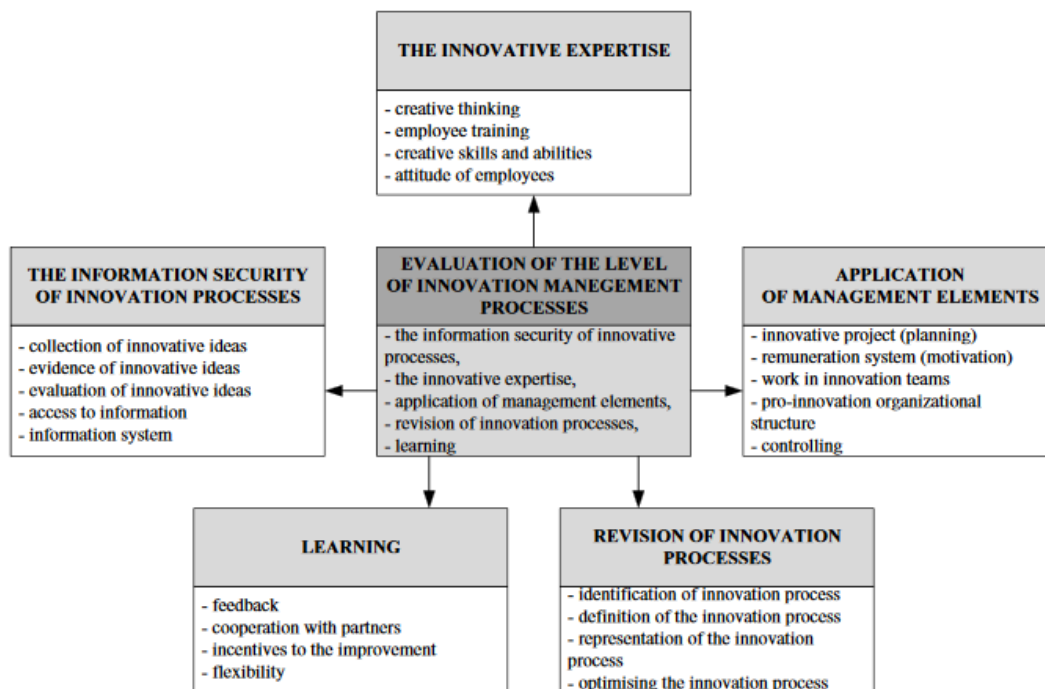 THE INNOVATIVE EXPERTISE
- creative thinking
- employee training
- creative skills and abilities
- attitude of employees
THE INFORMATION SECURITY
OF INNOVATION PROCESSES
- collection of innovative ideas
- evidence of innovative ideas
- evaluation of innovative ideas
- access to information
- information system
EVALUATION OF THE LEVEL
OF INNOVATION MANEGEMENT
PROCESSES
- the information security of innovative
processes,
- the innovative expertise,
- application of management elements,
- revision of innovation processes,
- learning
APPLICATION
OF MANAGEMENT ELEMENTS
- innovative project (planning)
- remuneration system (motivation)
- work in innovation teams
- pro-innovation organizational
structure
- controlling
LEARNING
- feedback
- cooperation with partners
- incentives to the improvement
- flexibility
REVISION OF INNOVATION
PROCESSES
- identification of innovation process
- definition of the innovation process
- representation of the innovation
process
- optimising the innovation process